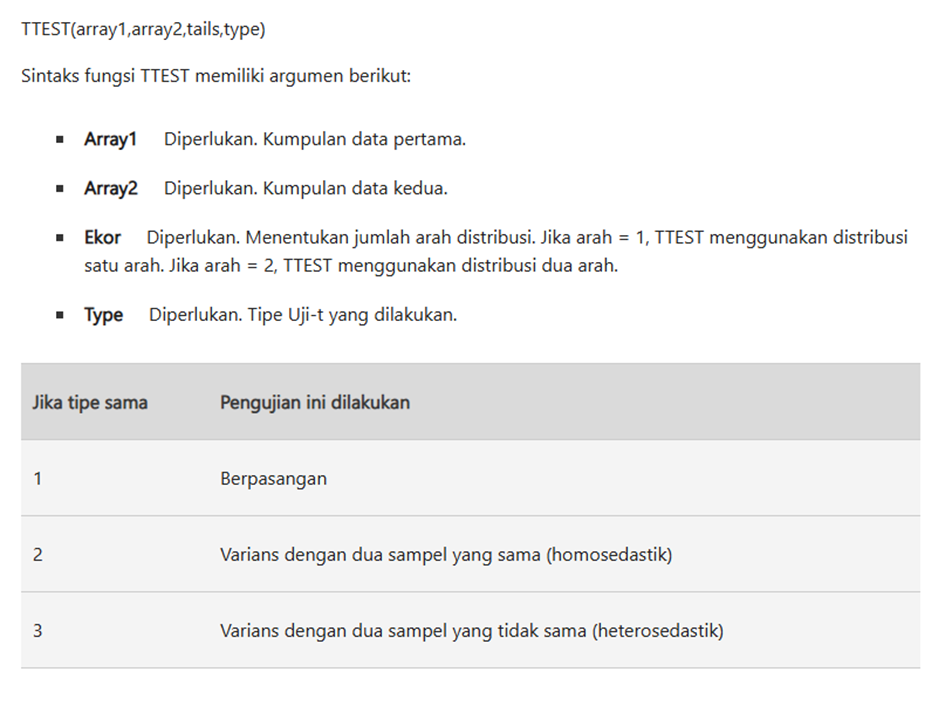 TTEST(array1,array2,tails,type)
Sintaks fungsi TTEST memiliki argumen berikut:
▪ Array1 Diperlukan. Kumpulan data pertama.
▪ Array2 Diperlukan. Kumpulan data kedua.
▪ Ekor Diperlukan. Menentukan jumlah arah distribusi. Jika arah = 1, TTEST menggunakan distribusi
satu arah. Jika arah = 2, TTEST menggunakan distribusi dua arah.
▪ Type Diperlukan. Tipe Uji-t yang dilakukan.
Jika tipe sama Pengujian ini dilakukan
1 Berpasangan
2 Varians dengan dua sampel yang sama (homosedastik)
3 Varians dengan dua sampel yang tidak sama (heterosedastik)